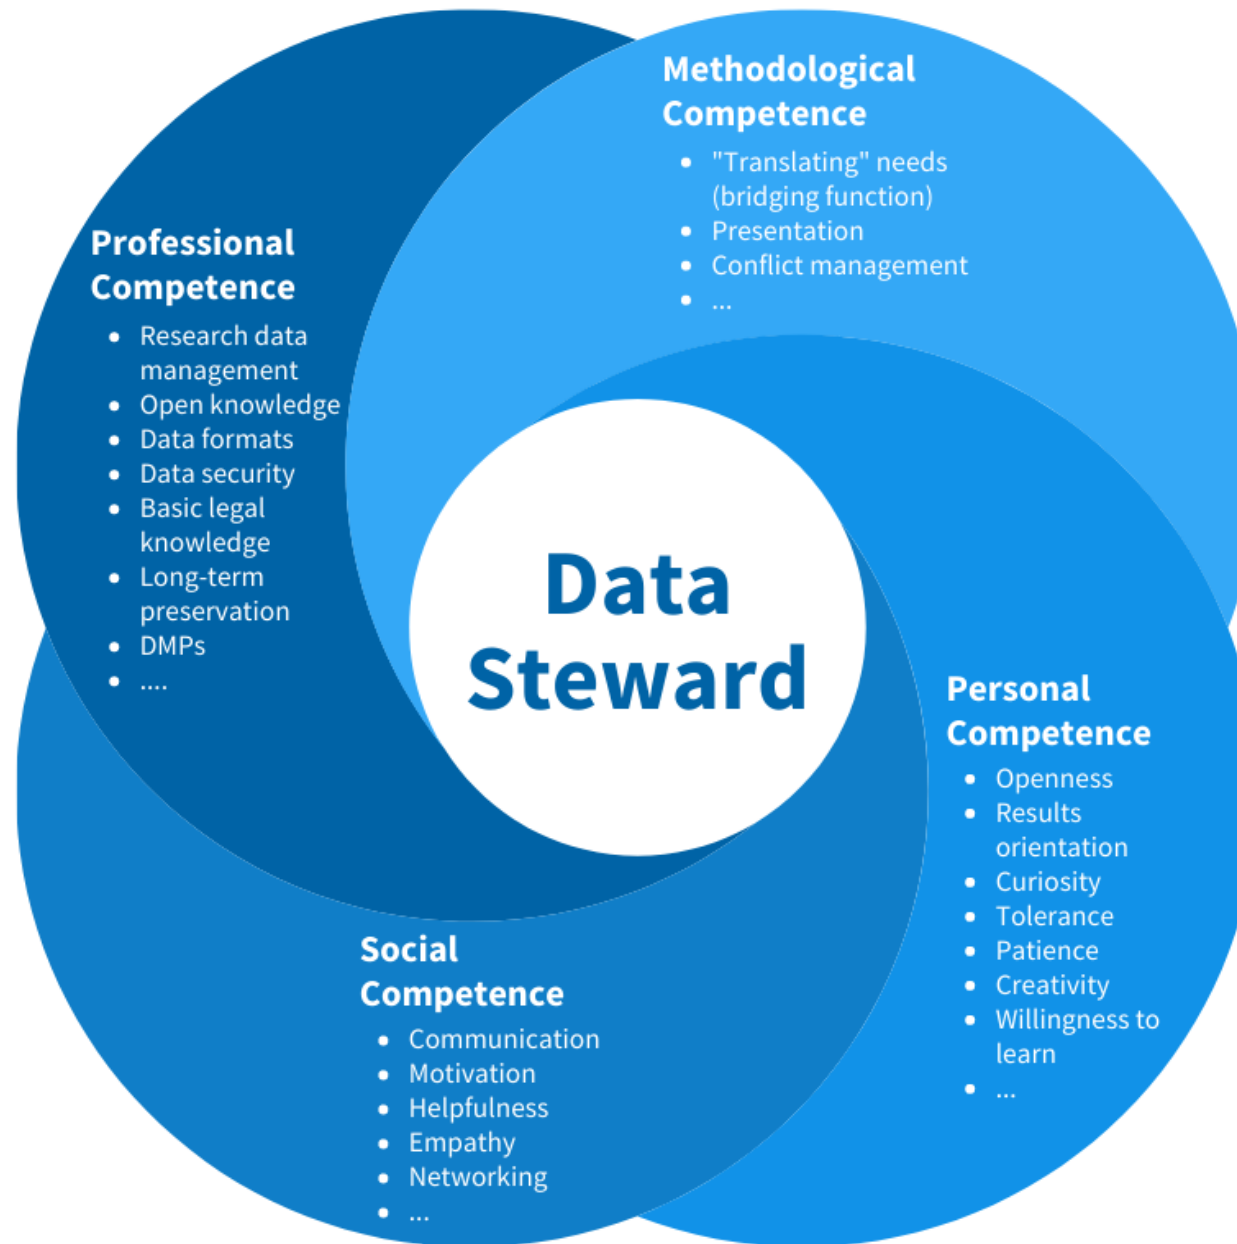 Methodological
Competence
• "Translating" needs
(bridging function)
• Presentation
• Conflict management
• ...
Professional
Competence
• Research data
management
• Open knowledge
• Data formats
• Data security
• Basic legal
knowledge
• Long-term
preservation
• DMPs
• ....
Data
Steward
Personal
Competence
• Openness
• Results
orientation
• Curiosity
• Tolerance
• Patience
• Creativity
• Willingness to
learn
• ...
Social
Competence
• Communication
• Motivation
• Helpfulness
• Empathy
• Networking
• ...